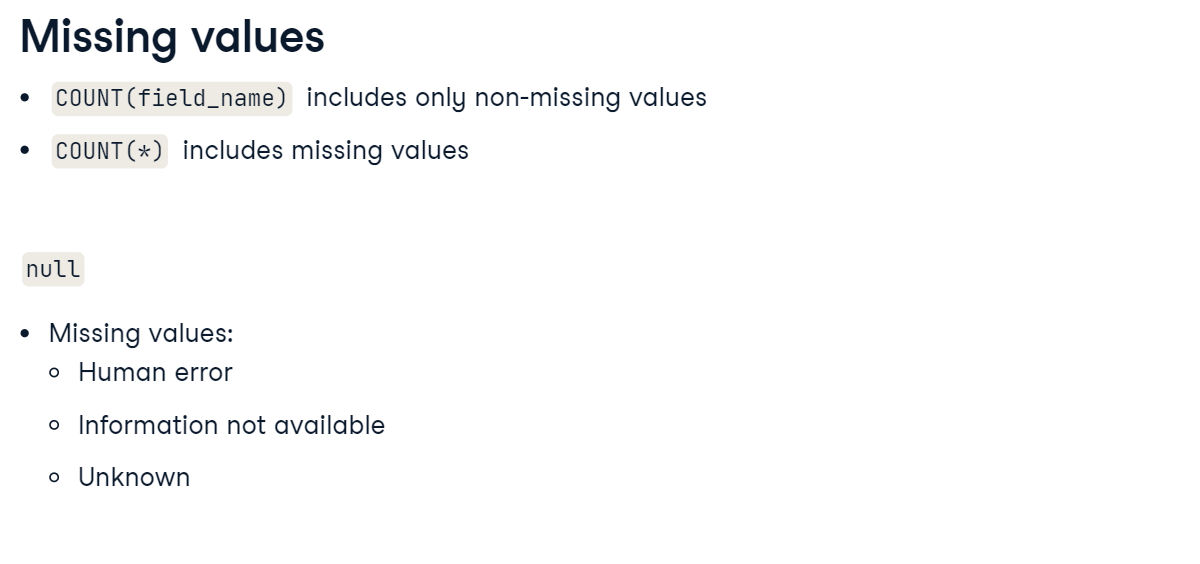 Missing values
• COUNT(field_name) includes only non-missing values
• COUNT(*) includes missing values
null
• Missing values:
○ Human error
○ Information not available
○ Unknown